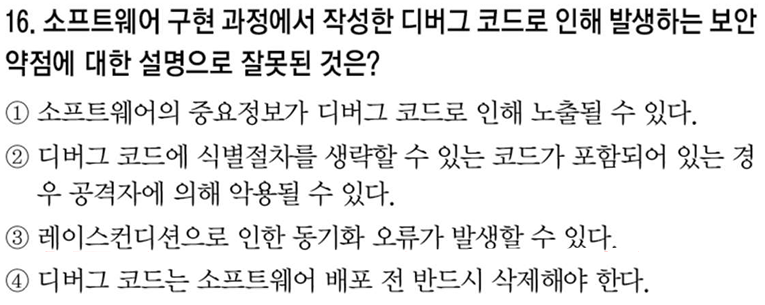 16. 소프트웨어 구현 과정에서 작성한 디버그 코드로 인해 발생하는 보안
약점에 대한 설명으로 잘못된 것은?
① 소프트웨어의 중요정보가 디버그 코드로 인해 노출될 수 있다.
② 디버그 코드에 식별절차를 생략할 수 있는 코드가 포함되어 있는 경
우 공격자에 의해 악용될 수 있다.
③ 레이스컨디션으로 인한 동기화 오류가 발생할 수 있다.
④ 디버그 코드는 소프트웨어 배포 전 반드시 삭제해야 한다.